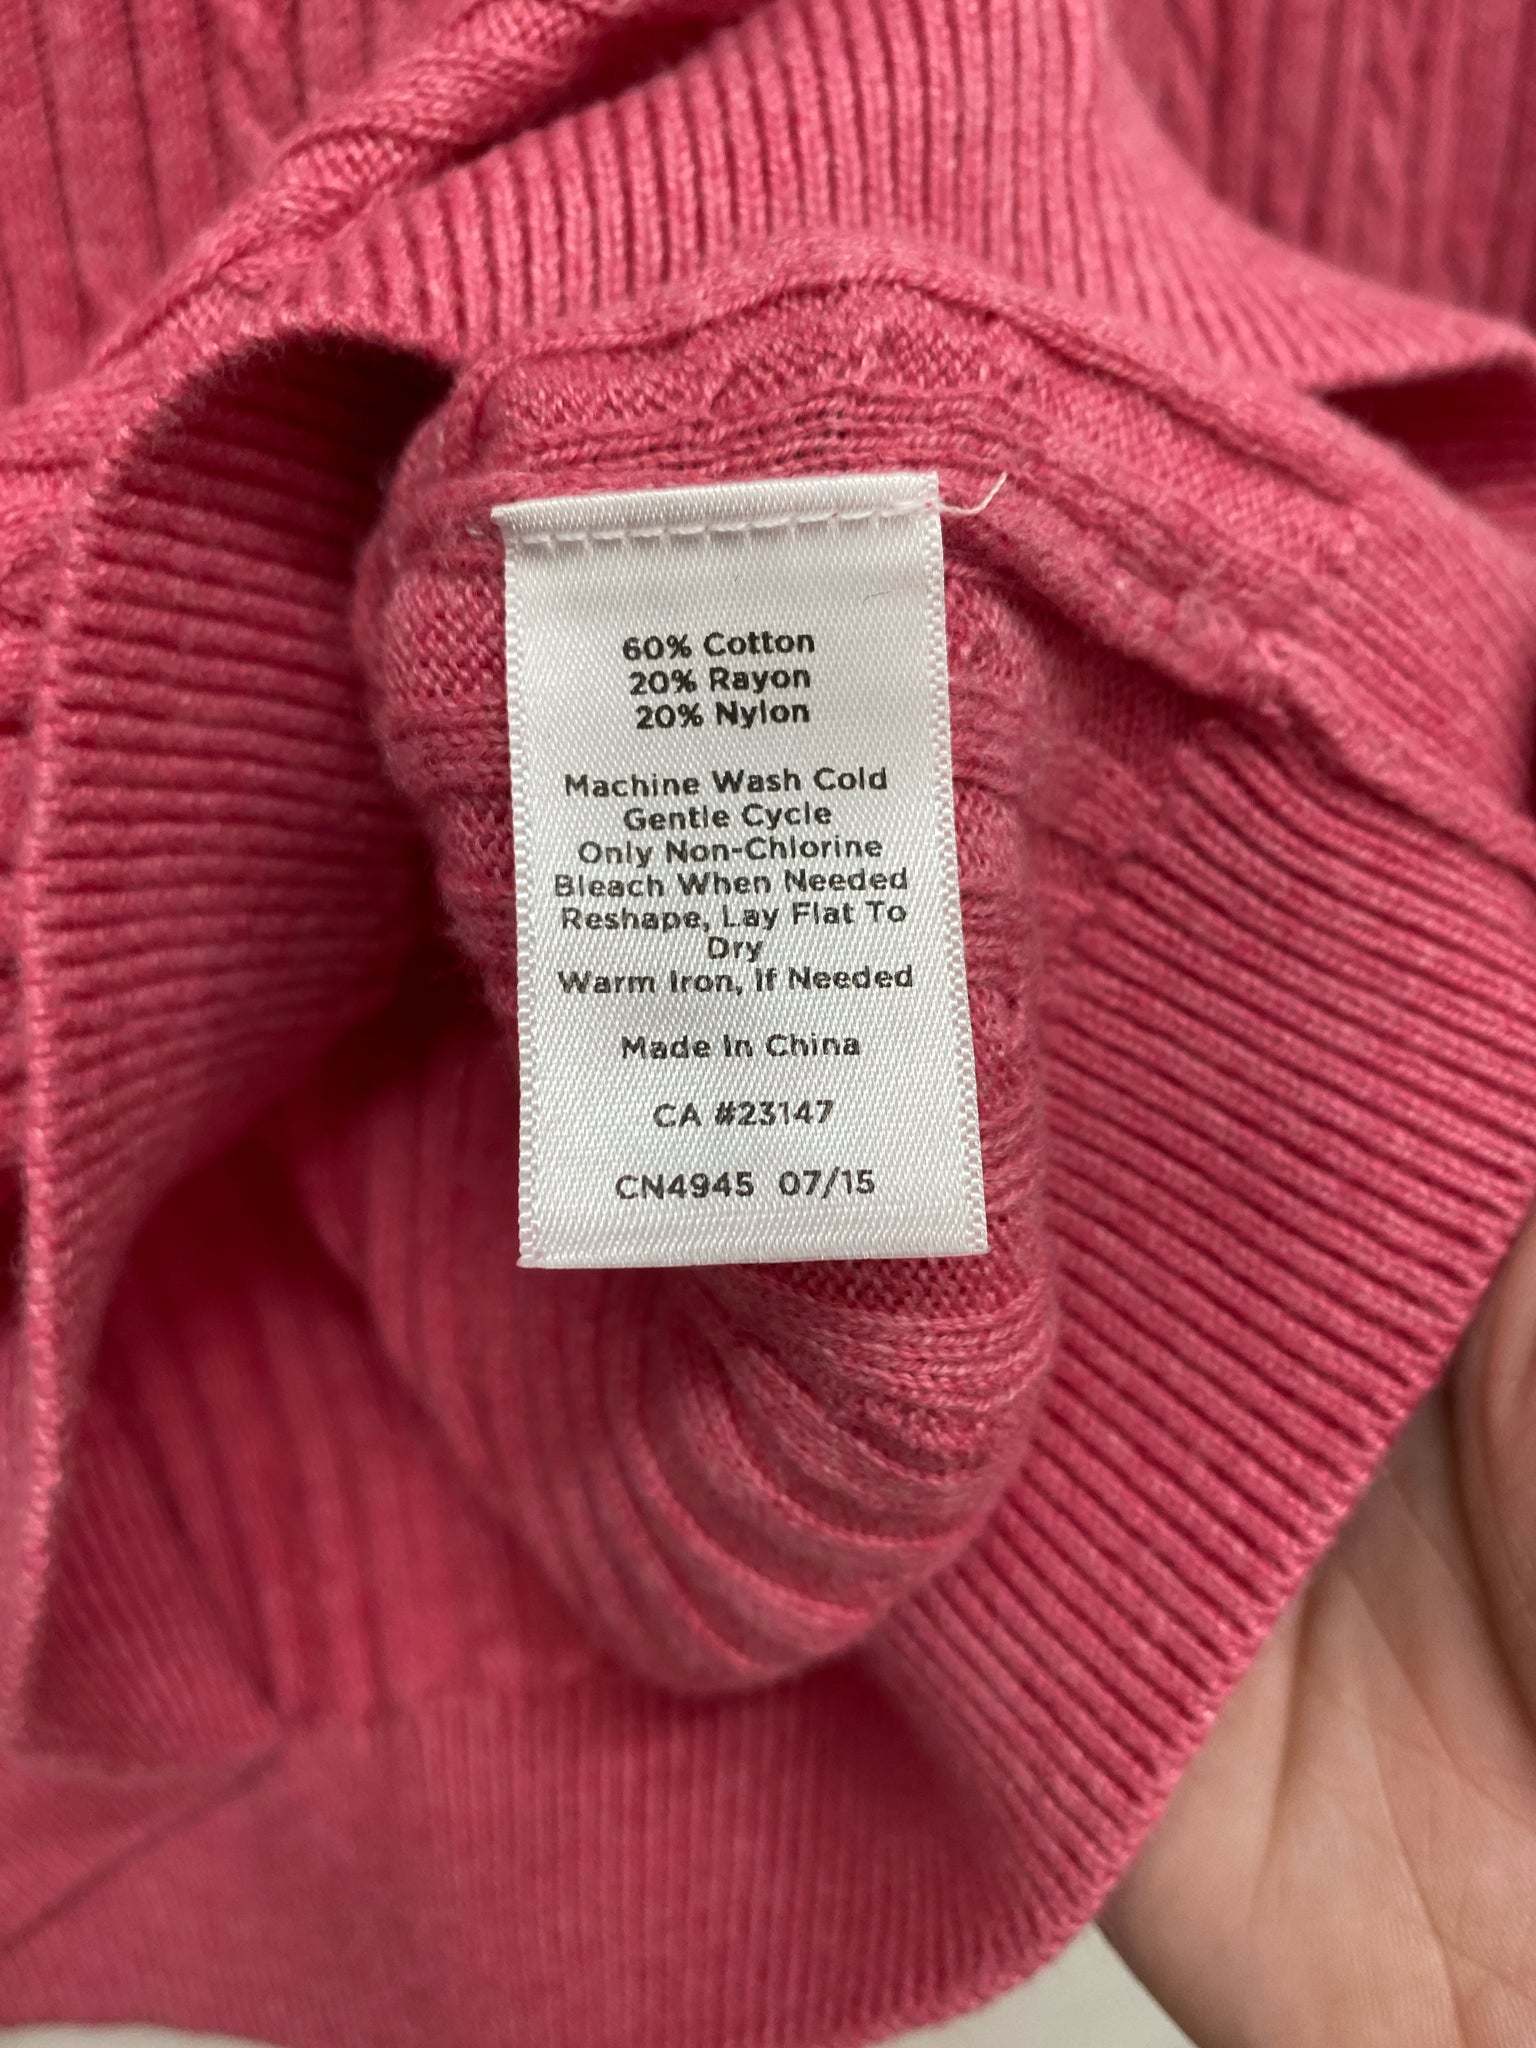 60% Cotton
20% Rayon
20% Nylon
Machine Wash Cold
Gentle Cycle
Only Non-Chlorine
Bleach When Needed
Reshape, Lay Flat To
Dry
Warm Iron, If Needed
Made In China
CA #23147
CN4945 07/15